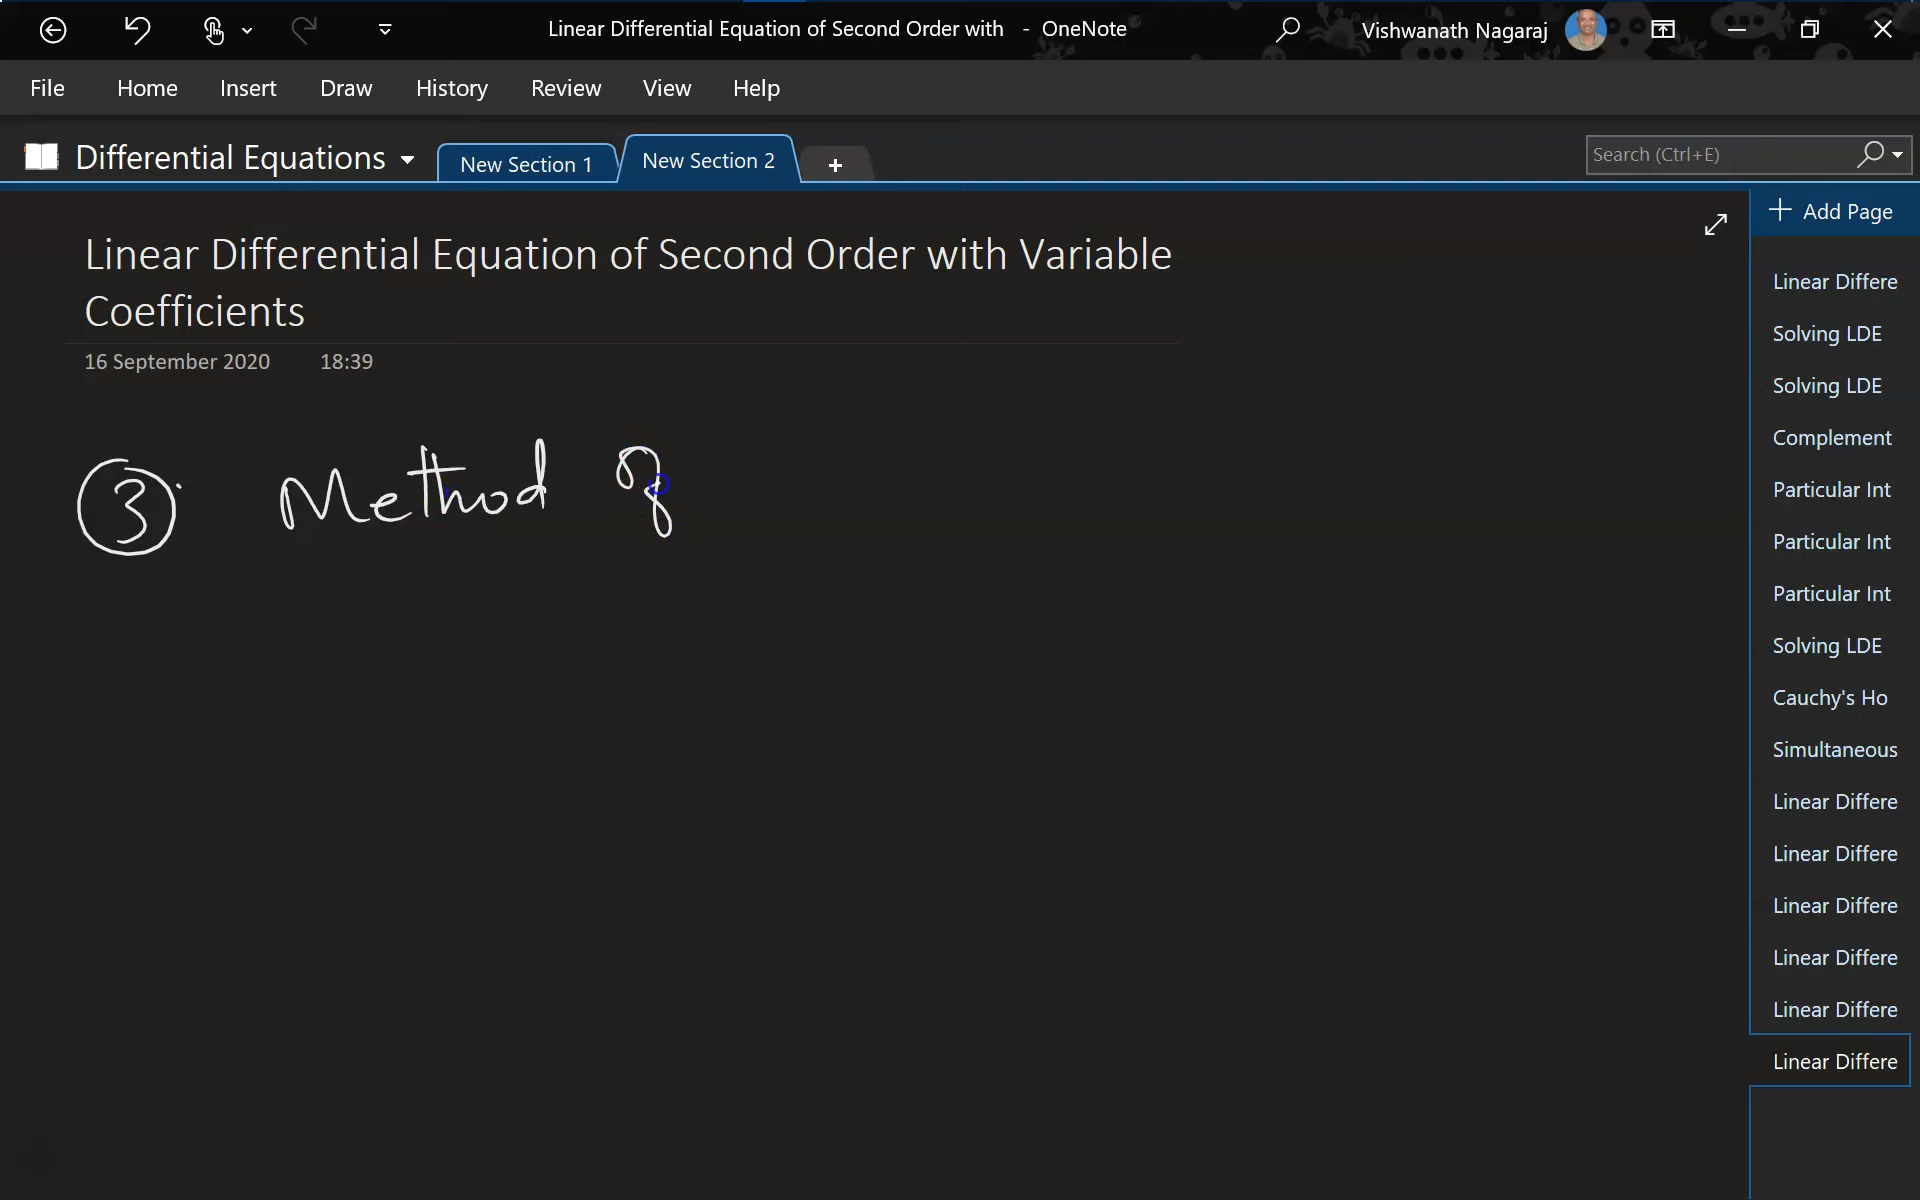 Linear Differential Equation of Second Order with - OneNote
Vishwanath Nagaraj
File Home Insert Draw History Review View Help
Differential Equations New Section 1 New Section 2 +
Search (Ctrl+E)
Add Page
Linear Differential Equation of Second Order with Variable
Coefficients
16 September 2020 18:39
3 Method of
Linear Differe
Solving LDE
Solving LDE
Complement
Particular Int
Particular Int
Particular Int
Solving LDE
Cauchy's Ho
Simultaneous
Linear Differe
Linear Differe
Linear Differe
Linear Differe
Linear Differe
Linear Differe